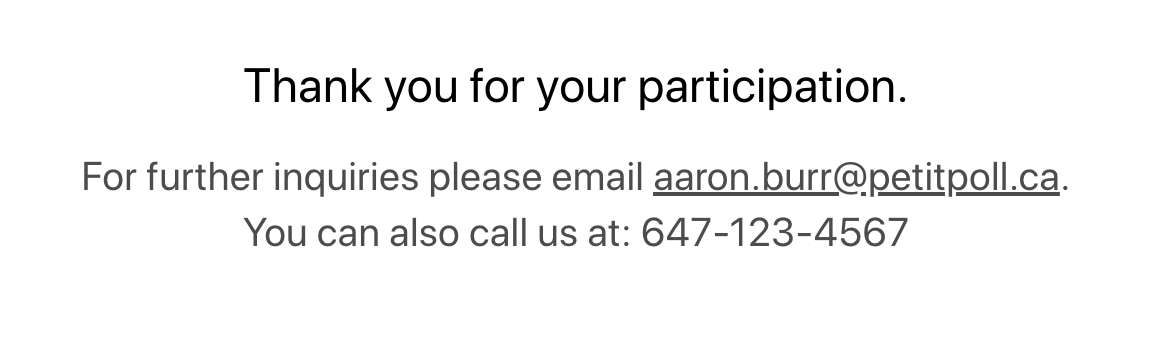 Thank you for your participation.
For further inquiries please email aaron.burr@petitpoll.ca.
You can also call us at: 647-123-4567